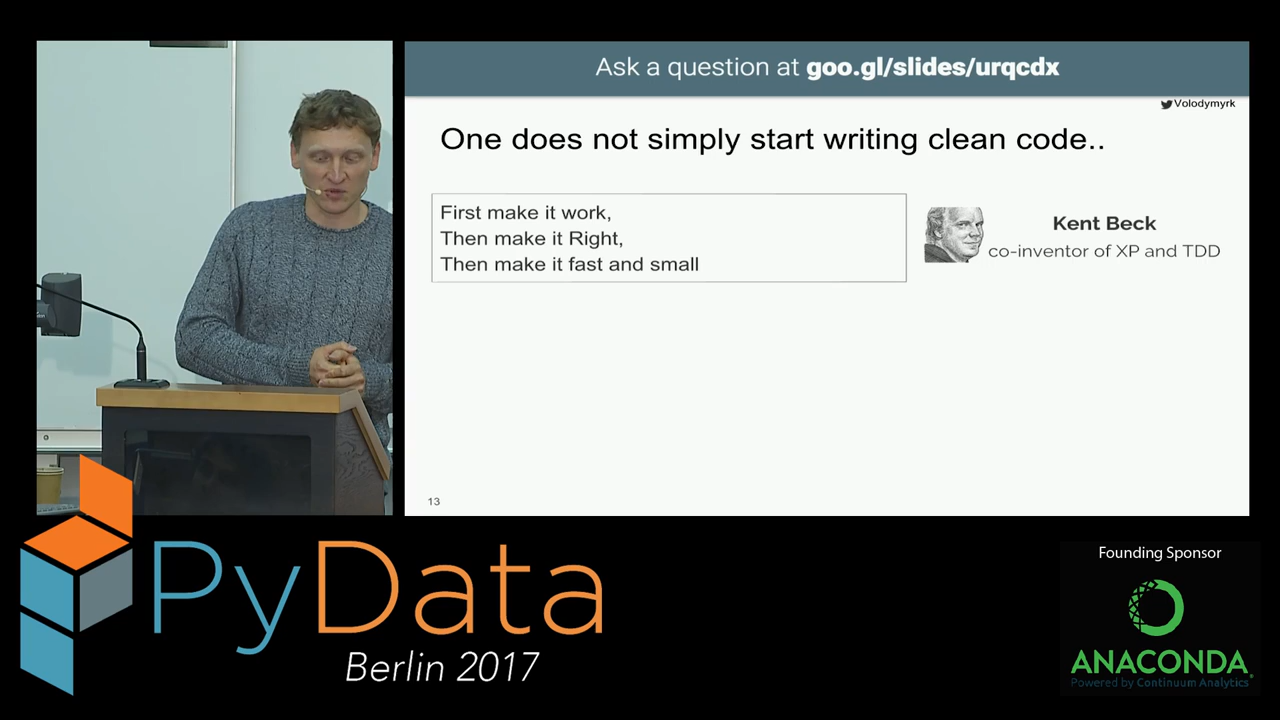 Ask a question at goo.gl/slides/urqcdx
Volodymyrk
One does not simply start writing clean code..
First make it work,
Then make it Right,
Then make it fast and small
Kent Beck
co-inventor of XP and TDD
13
PyData
Berlin 2017
Founding Sponsor
ANACONDA
Powered by Continuum Analytics